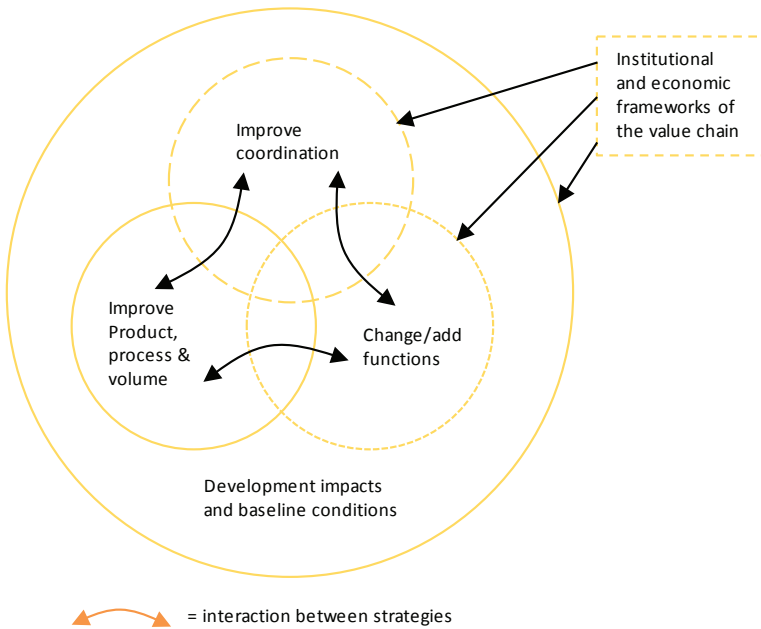 Institutional
and economic
frameworks of
the value chain
Improve
coordination
Improve
Product,
process &
volume
Change/add
functions
Development impacts
and baseline conditions
= interaction between strategies